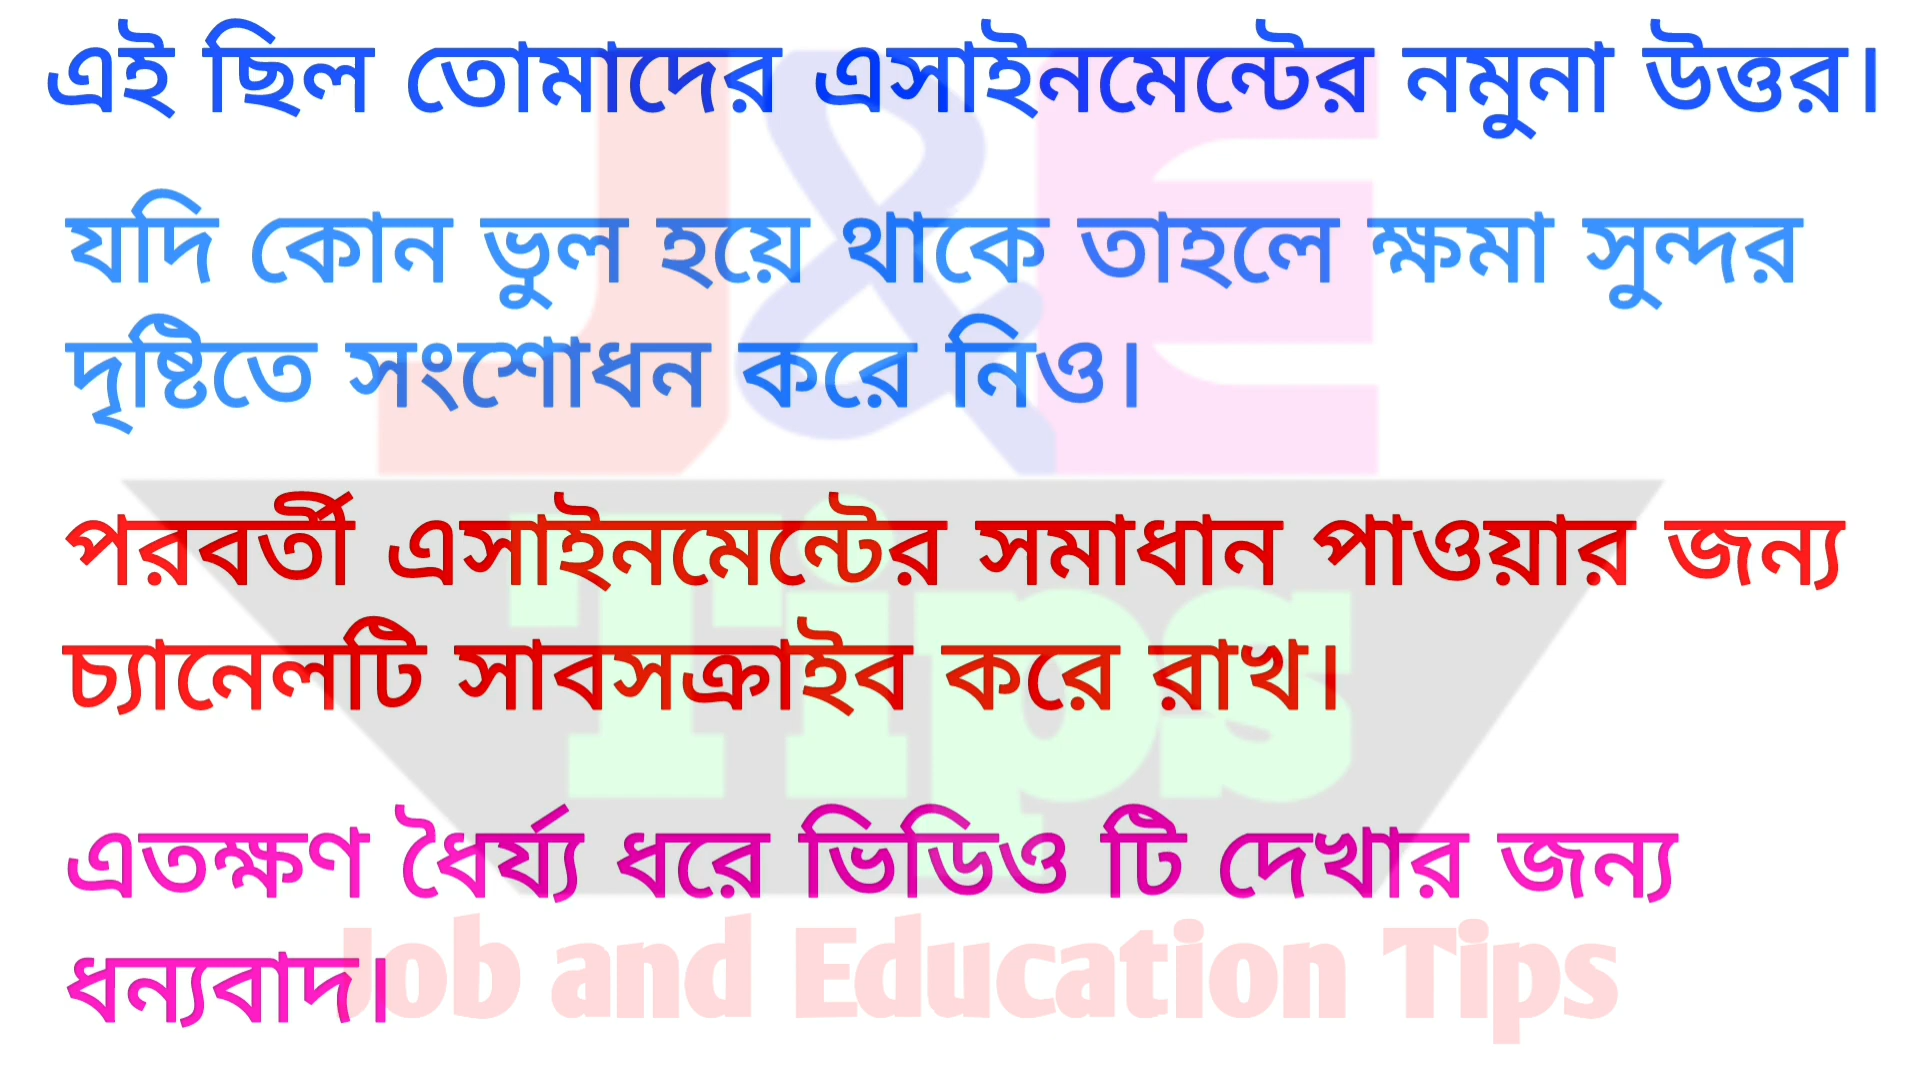 এই ছিল তোমাদের এসাইনমেন্টের নমুনা উত্তর।
যদি কোন ভুল হয়ে থাকে তাহলে ক্ষমা সুন্দর
দৃষ্টিতে সংশোধন করে নিও।
পরবর্তী এসাইনমেন্টের সমাধান পাওয়ার জন্য
চ্যানেলটি সাবসক্রাইব করে রাখ।
এতক্ষণ ধৈর্য্য ধরে ভিডিও টি দেখার জন্য
ধন্যবাদ।
J&E
Tips
Job and Education Tips